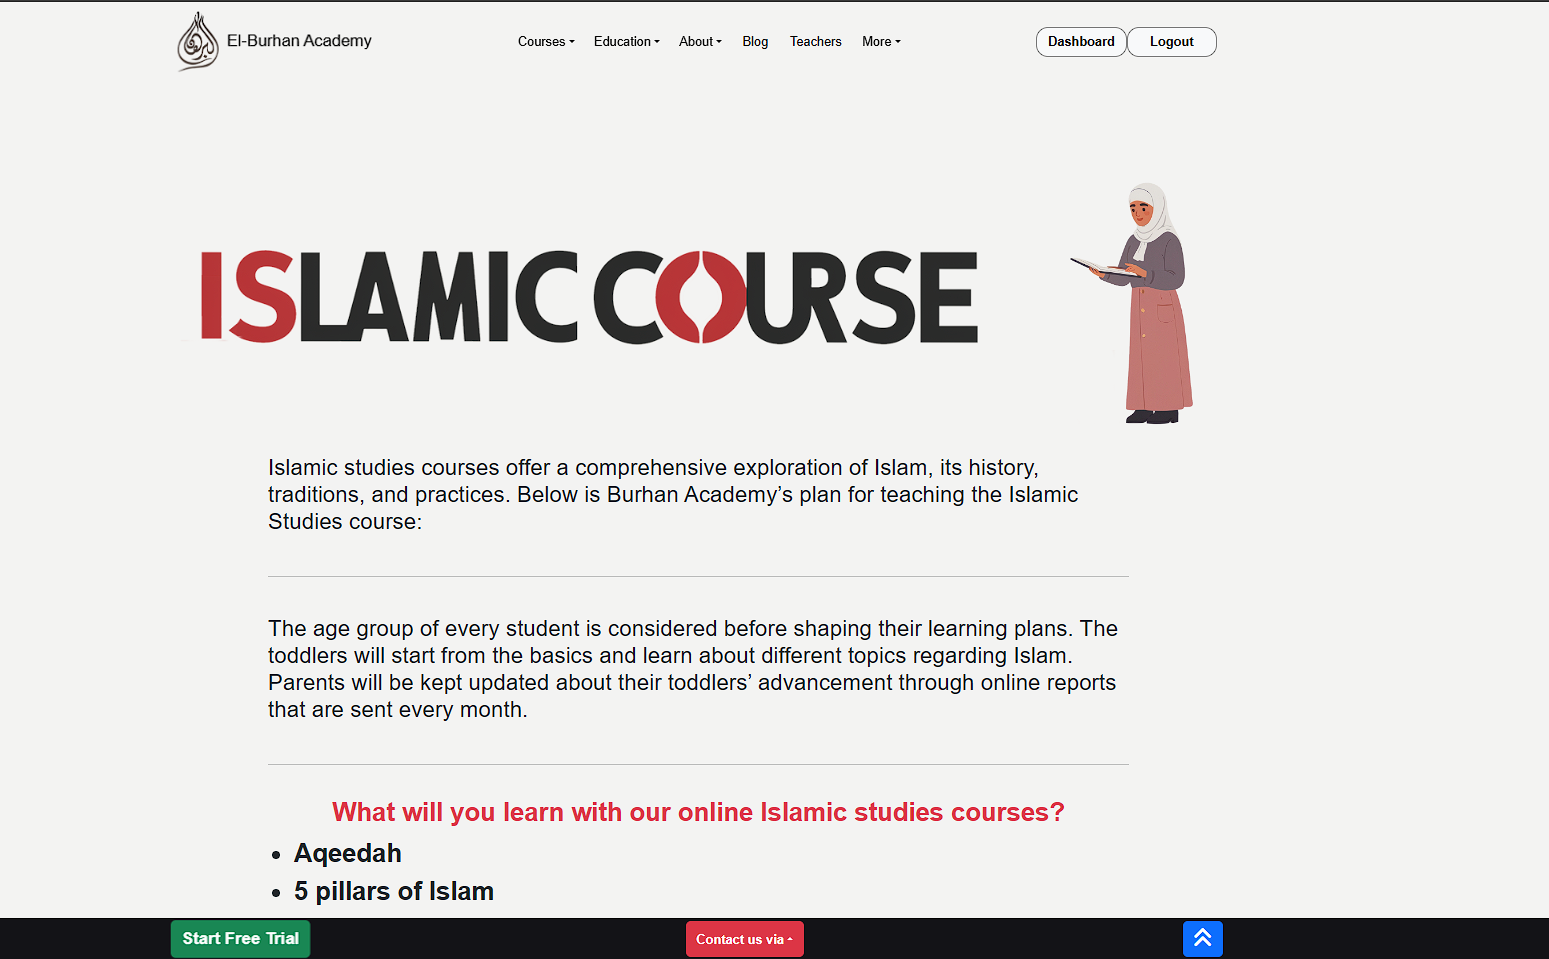 El-Burhan Academy
Courses
Education
About
Blog
Teachers
More
Dashboard
Logout
ISLAMIC COURSE
Islamic studies courses offer a comprehensive exploration of Islam, its history,
traditions, and practices. Below is Burhan Academy’s plan for teaching the Islamic
Studies course:
The age group of every student is considered before shaping their learning plans. The
toddlers will start from the basics and learn about different topics regarding Islam.
Parents will be kept updated about their toddlers’ advancement through online reports
that are sent every month.
What will you learn with our online Islamic studies courses?
• Aqeedah
• 5 pillars of Islam
Start Free Trial
Contact us via